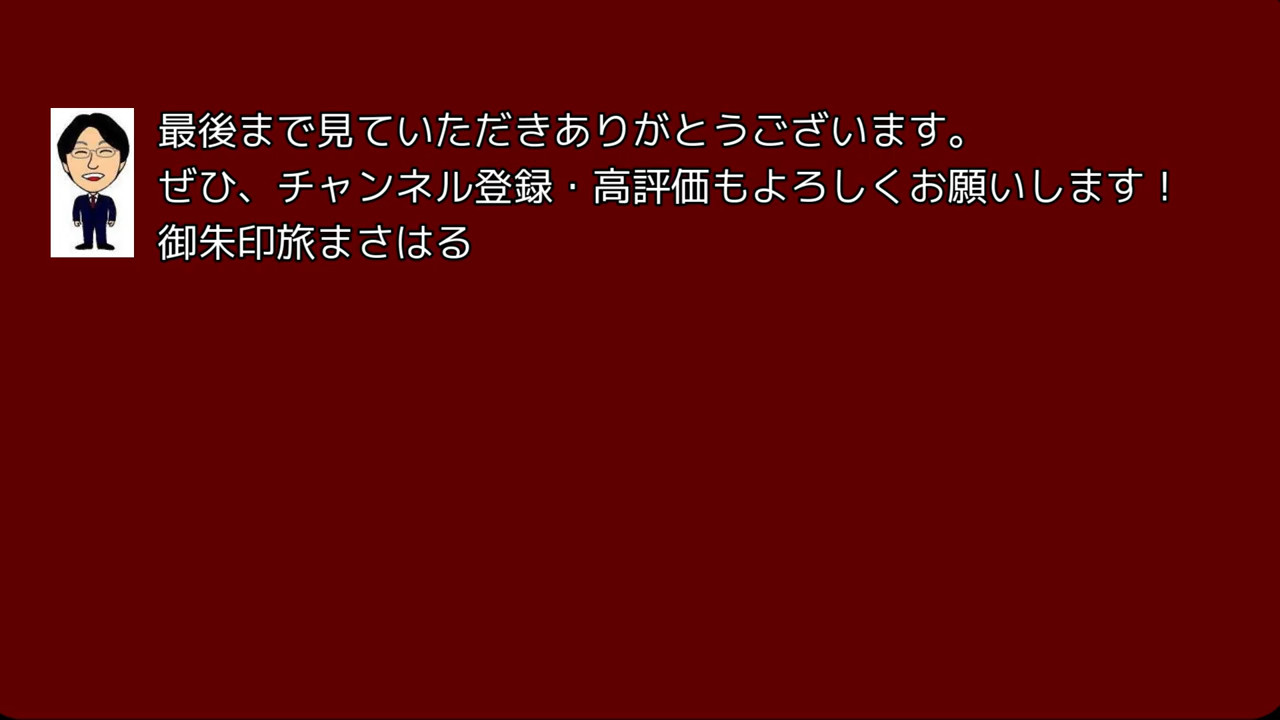 最後まで見ていただきありがとうございます。
ぜひ、チャンネル登録・高評価もよろしくお願いします！
御朱印旅まさはる